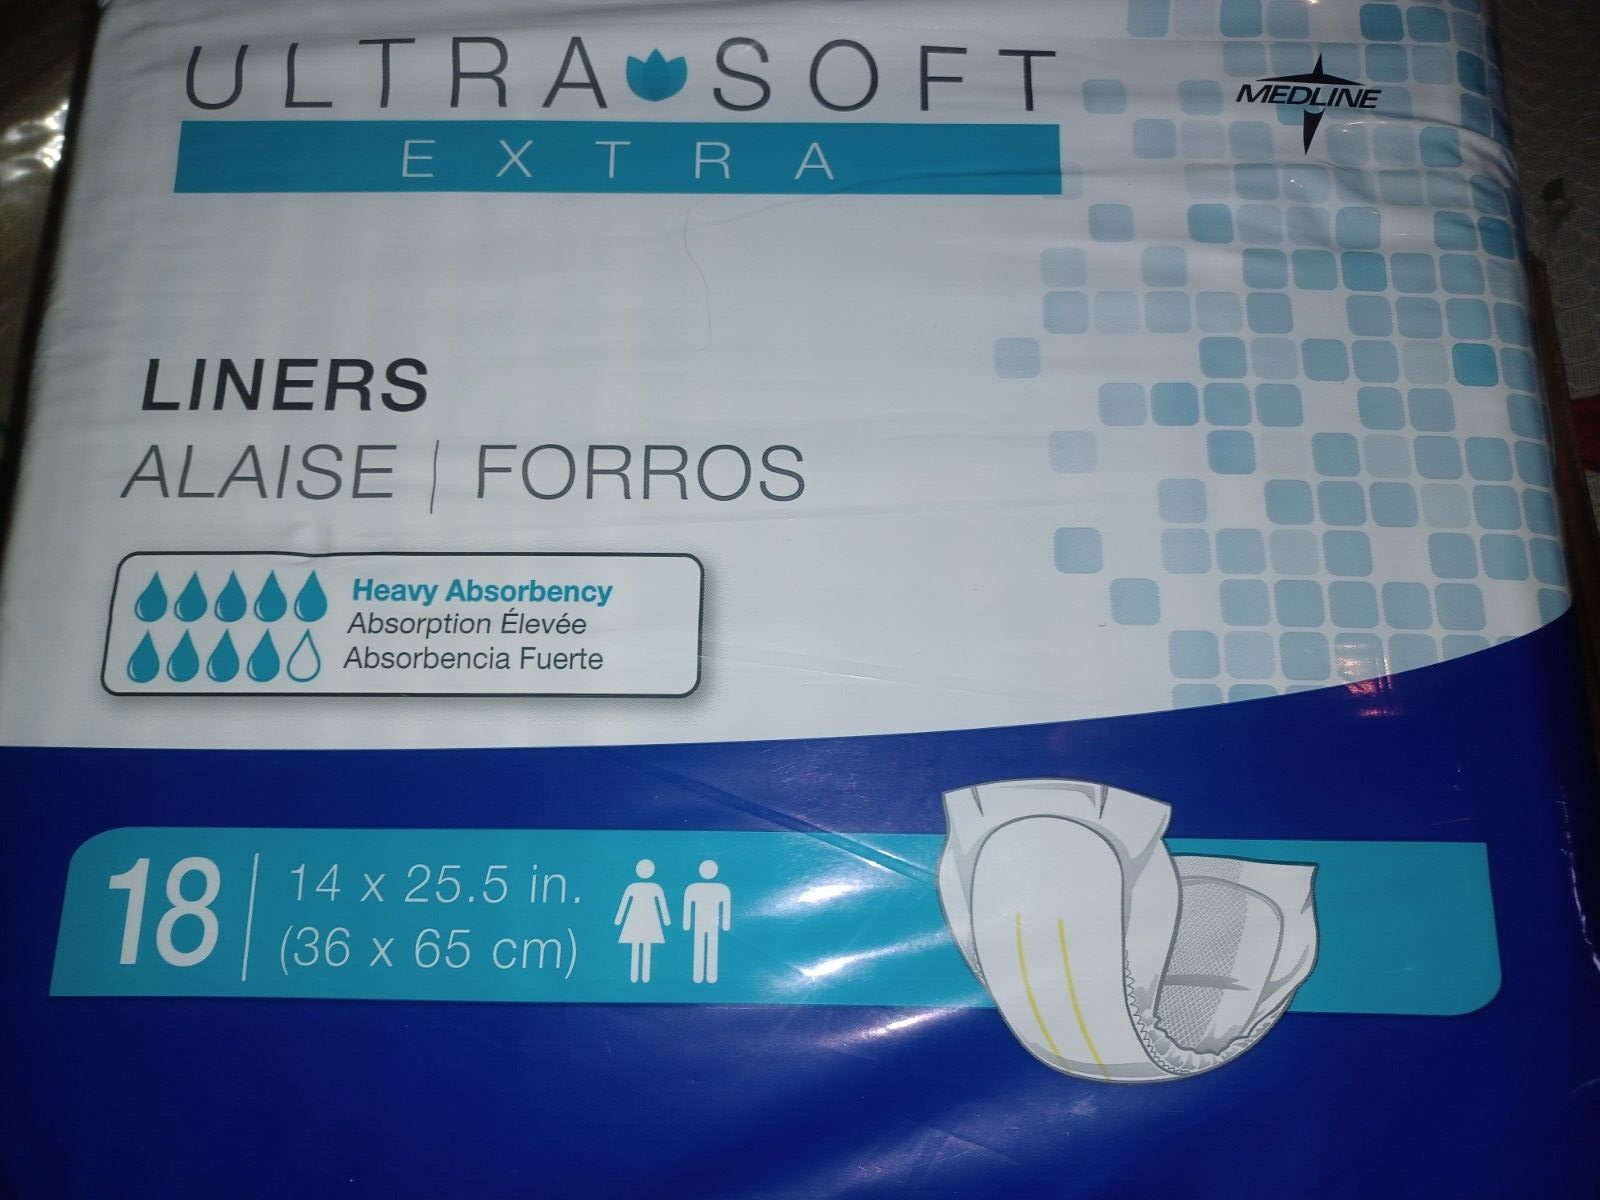 ULTRA SOFT
EXTRA
MEDLINE
LINERS
ALAISE | FORROS
Heavy Absorbency
Absorption Élevée
Absorbencia Fuerte
18 | 14 x 25.5 in.
(36 x 65 cm)